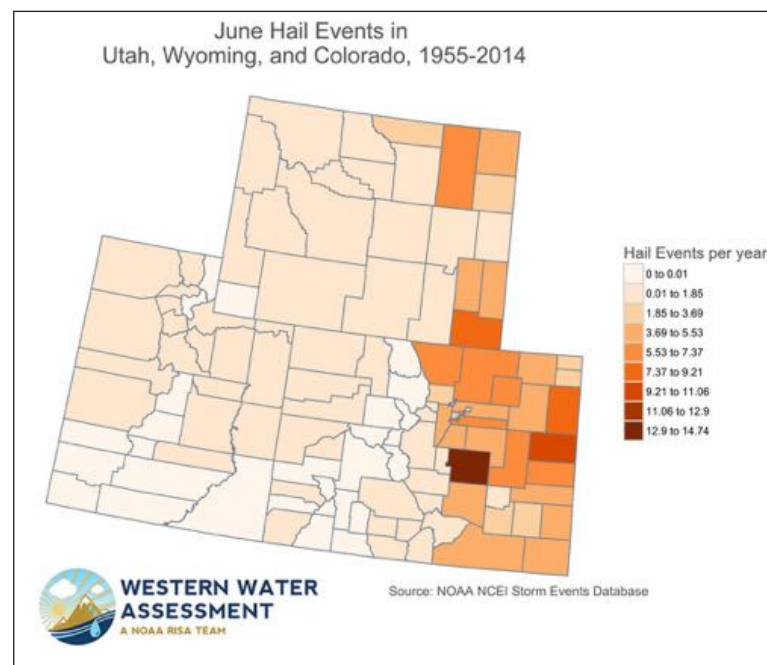 June Hail Events in
Utah, Wyoming, and Colorado, 1955-2014
Hail Events per year
0 to 0.01
0.01 to 1.85
1.85 to 3.69
3.69 to 5.53
5.53 to 7.37
7.37 to 9.21
9.21 to 11.06
11.06 to 12.9
12.9 to 14.74
WESTERN WATER
ASSESSMENT
A NOAA RISA TEAM
Source: NOAA NCEI Storm Events Database